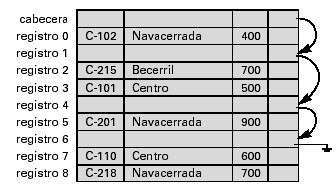 cabecera
registro 0 C-102 Navacerrada 400
registro 1
registro 2 C-215 Becerril 700
registro 3 C-101 Centro 500
registro 4
registro 5 C-201 Navacerrada 900
registro 6
registro 7 C-110 Centro 600
registro 8 C-218 Navacerrada 700